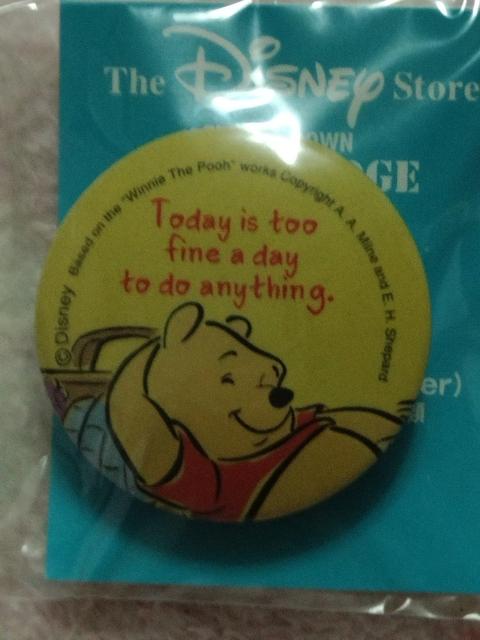 The Disney Store
OWN
GE
©Disney Based on the "Winnie The Pooh" works Copyright A. A. Milne and E. H. Shepard
Today is too
fine a day
to do anything.
er)
類